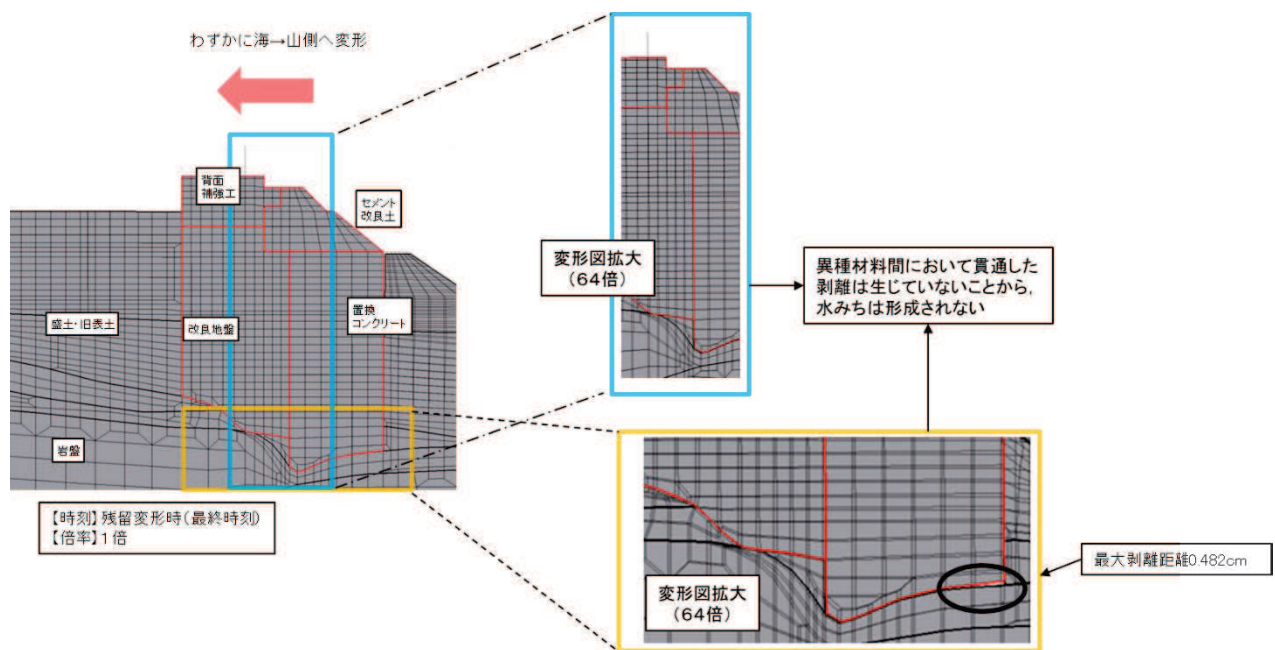 わずかに海→山側へ変形
背面
補強工
セメント
改良土
盛土・旧表土
改良地盤
置換
コンクリート
岩盤
【時刻】残留変形時(最終時刻)
【倍率】1倍
変形図拡大
(64倍)
異種材料間において貫通した
剥離は生じていないことから,
水みちは形成されない
変形図拡大
(64倍)
最大剥離距離0.482cm